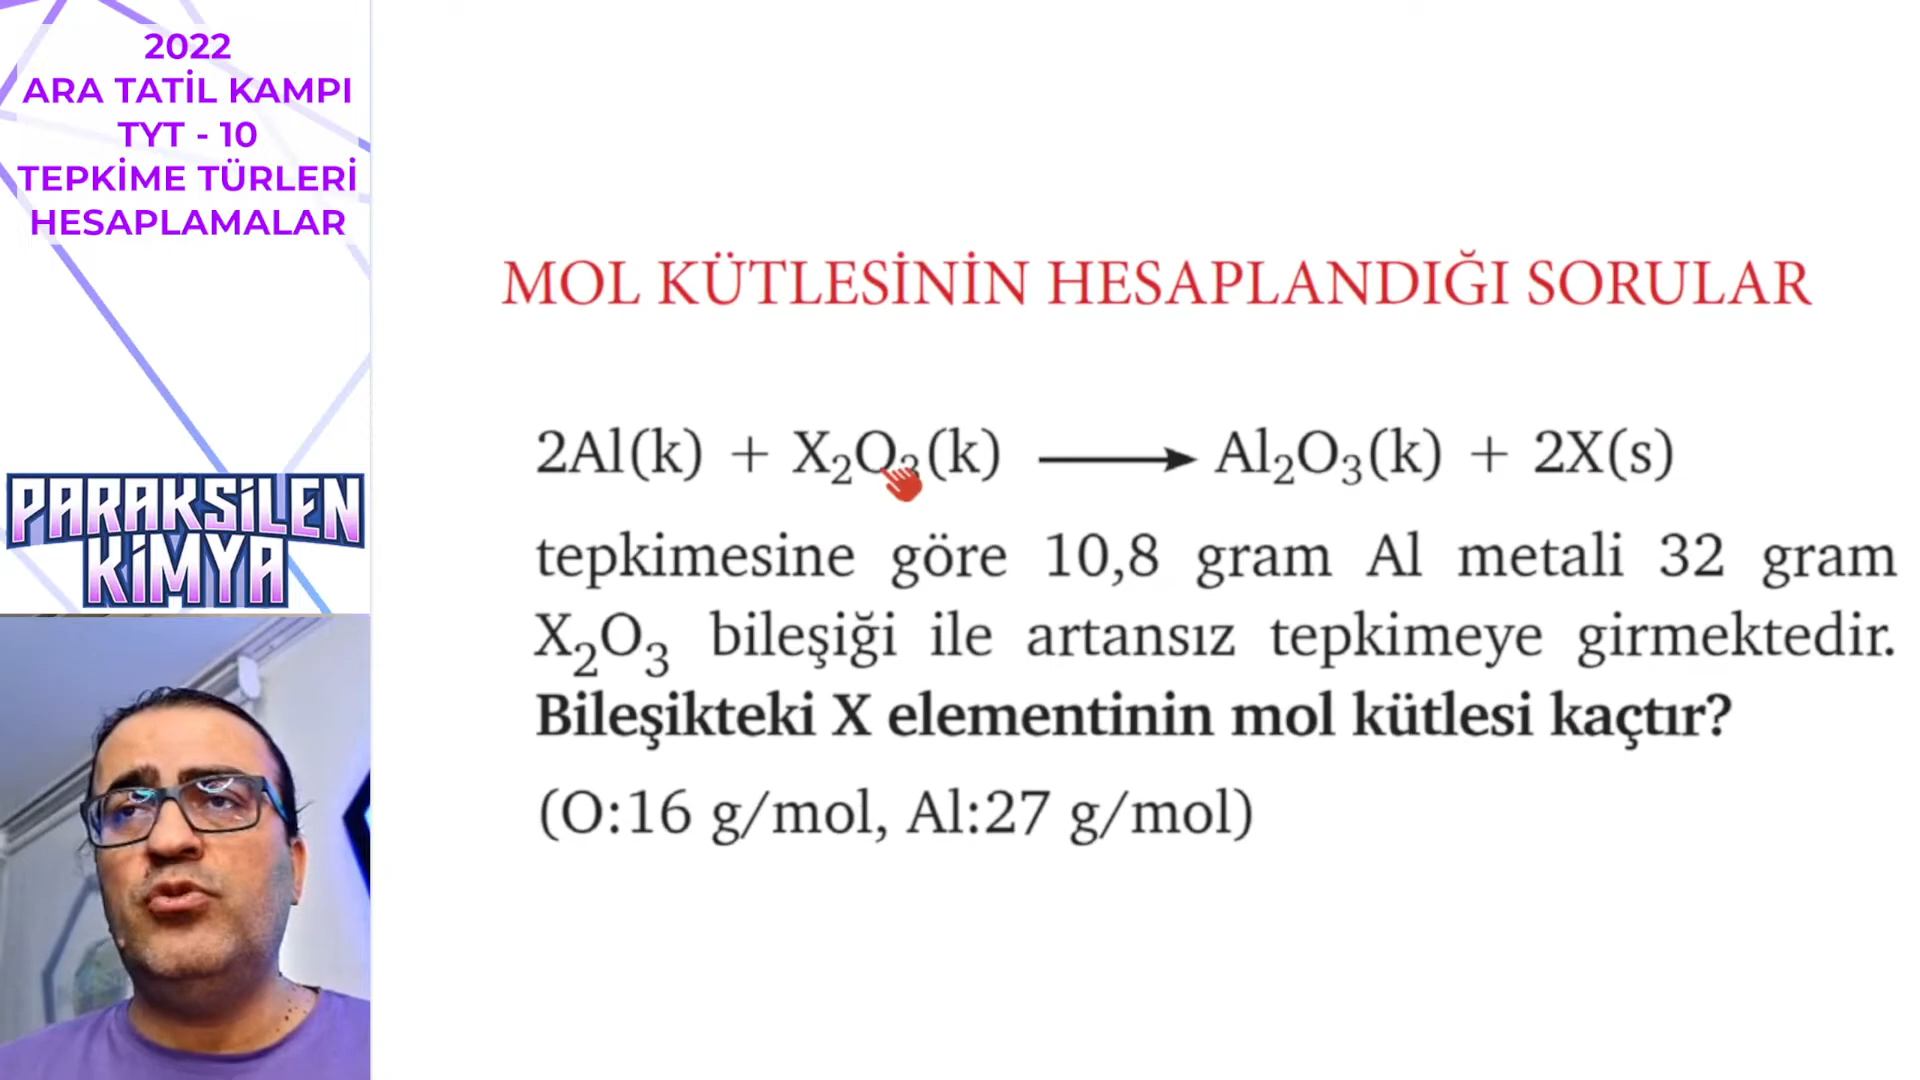 2022
ARA TATİL KAMPI
TYT - 10
TEPKİME TÜRLERİ
HESAPLAMALAR
PARAKSİLEN
KİMYA
MOL KÜTLESİNİN HESAPLANDIĞI SORULAR
2Al(k) + X₂O₃(k) ⟶ Al₂O₃(k) + 2X(s)
tepkimesine göre 10,8 gram Al metali 32 gram
X₂O₃ bileşiği ile artansız tepkimeye girmektedir.
Bileşikteki X elementinin mol kütlesi kaçtır?
(O:16 g/mol, Al:27 g/mol)